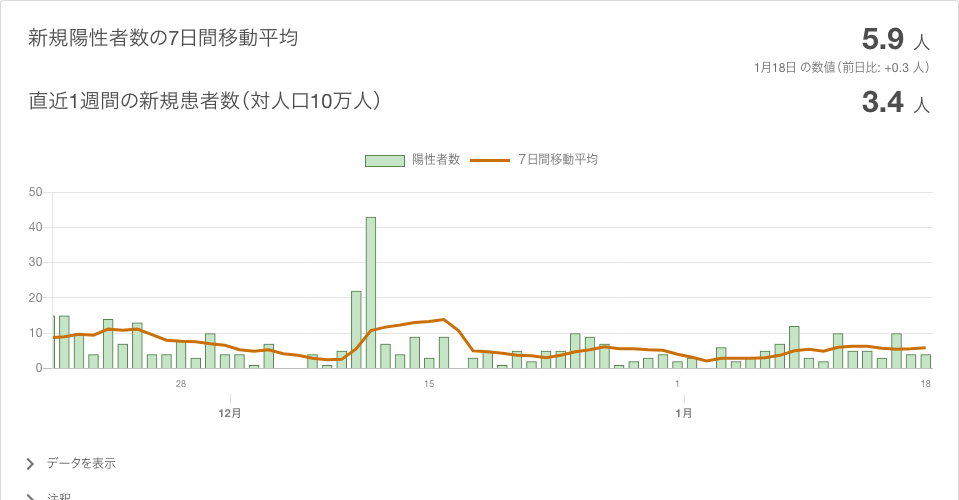 新規陽性者数の7日間移動平均
5.9 人
1月18日 の数値（前日比: +0.3 人）
直近1週間の新規患者数（対人口10万人）
3.4 人
陽性者数 7日間移動平均
50
40
30
20
10
0
28 15 1 18
12月 1月
データを表示
注釈